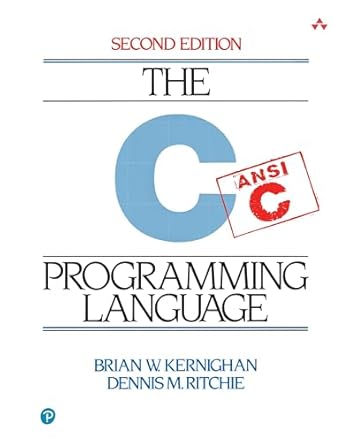 SECOND EDITION
THE
C
ANSI
C
PROGRAMMING
LANGUAGE
BRIAN W. KERNIGHAN
DENNIS M. RITCHIE